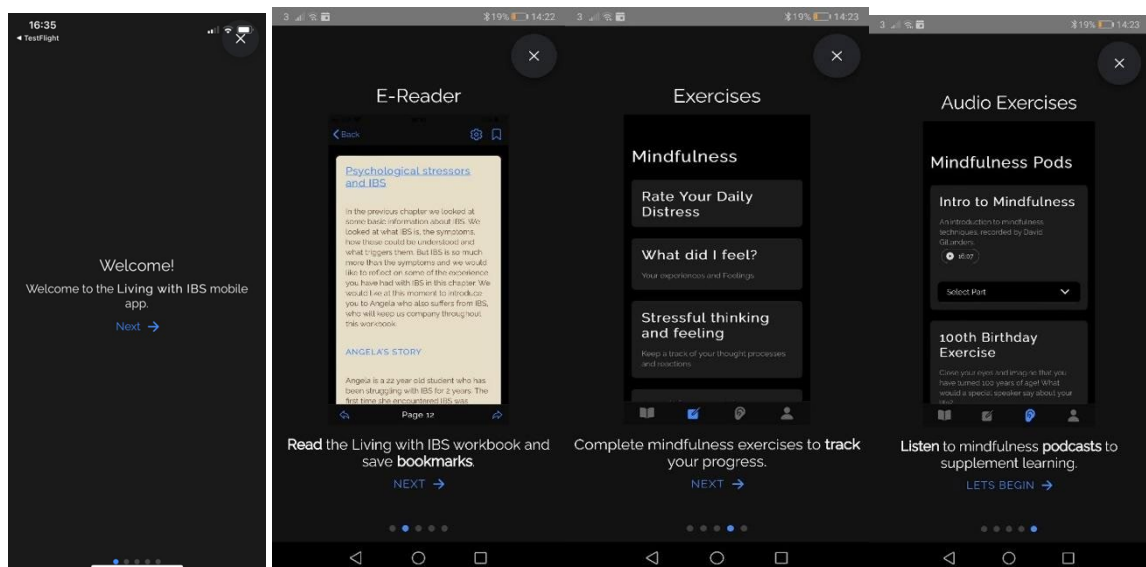 16:35
◄ TestFlight
Welcome!
Welcome to the Living with IBS mobile
app.
Next →
3
19% 14:22
E-Reader
Back
Psychological stressors
and IBS
In the previous chapter we looked at
some basic information about IBS. We
looked at what IBS is, the symptoms,
how these could be understood and
what triggers them. But IBS is so much
more than the symptoms and we would
like to reflect on some of the experience
you have had with IBS in this chapter. We
would like at this moment to introduce
you to Angela who also suffers from IBS,
who will keep us company throughout
this workbook.
ANGELA'S STORY
Angela is a 22 year old student who has
been struggling with IBS for 2 years. The
first time she encountered IBS was
Page 12
Read the Living with IBS workbook and
save bookmarks.
NEXT →
3
19% 14:23
Exercises
Mindfulness
Rate Your Daily
Distress
What did I feel?
Your experiences and Feelings
Stressful thinking
and feeling
Keep a track of your thought processes
and reactions
Complete mindfulness exercises to track
your progress.
NEXT →
3
19% 14:23
Audio Exercises
Mindfulness Pods
Intro to Mindfulness
An introduction to mindfulness
techniques, recorded by David
Gillanders.
16:07
Select Part
100th Birthday
Exercise
Close your eyes and imagine that you
have turned 100 years of age! What
would a special speaker say about your
Listen to mindfulness podcasts to
supplement learning.
LETS BEGIN →